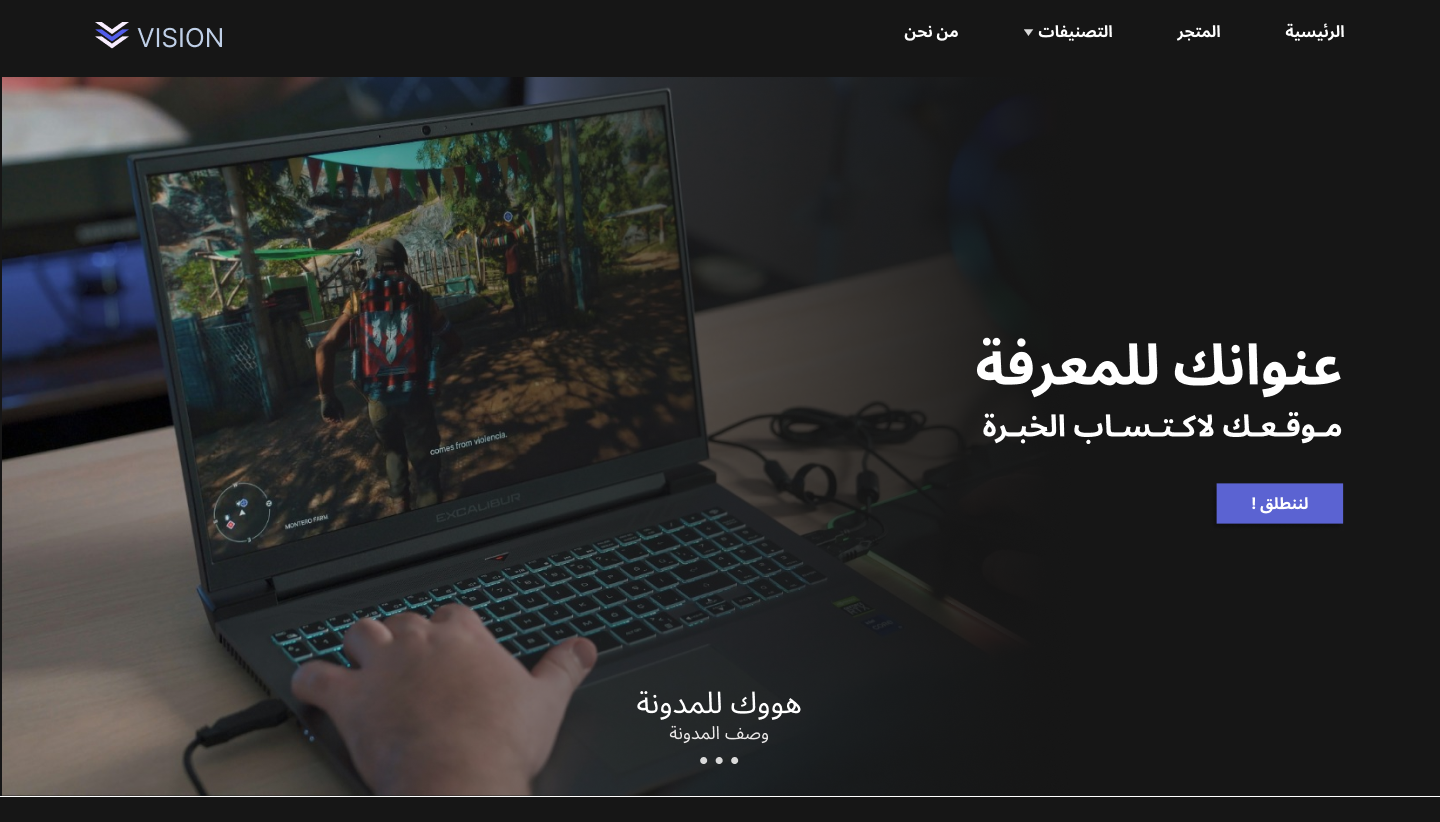 VISION
الرئيسية
المتجر
التصنيفات
من نحن
عنوانك للمعرفة
مـوقـعـك لاكـتـسـاب الخبـرة
لننطلق !
comes from violencia.
MONTERO FARM
EXCALIBUR
هووك للمدونة
وصف المدونة